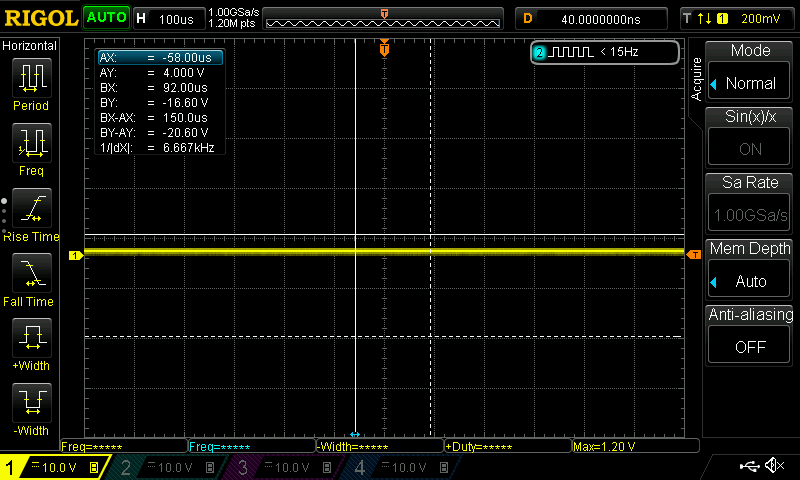 RIGOL AUTO H 100us 1.00GSa/s 1.20M pts T D 40.0000000ns T 1 200mV
Horizontal
Period
Freq
Rise Time
Fall Time
+Width
-Width
AX: = -58.00us
AY: = 4.000 V
BX: = 92.00us
BY: = -16.60 V
BX-AX: = 150.0us
BY-AY: = -20.60 V
1/|dX|: = 6.667kHz
T
2 < 15Hz
1
T
Acquire
Mode
Normal
Sin(x)/x
ON
Sa Rate
1.00GSa/s
Mem Depth
Auto
Anti-aliasing
OFF
Freq=***** Freq=***** -Width=***** +Duty=***** Max=1.20 V
1 10.0 V B 2 10.0 V B 3 10.0 V B 4 10.0 V B